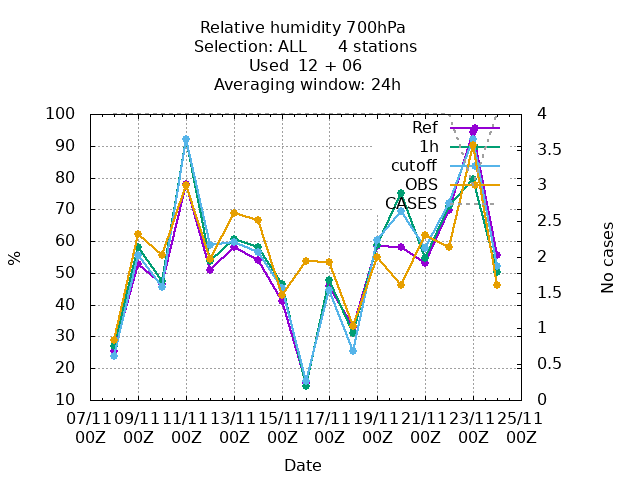 Relative humidity 700hPa
Selection: ALL      4 stations
Used  12 + 06
Averaging window: 24h
100
90
80
70
60
50
40
30
20
10
%
4
3.5
3
2.5
2
1.5
1
0.5
0
No cases
Ref
1h
cutoff
OBS
CASES
07/11 09/11 11/11 13/11 15/11 17/11 19/11 21/11 23/11 25/11
00Z 00Z 00Z 00Z 00Z 00Z 00Z 00Z 00Z 00Z
Date